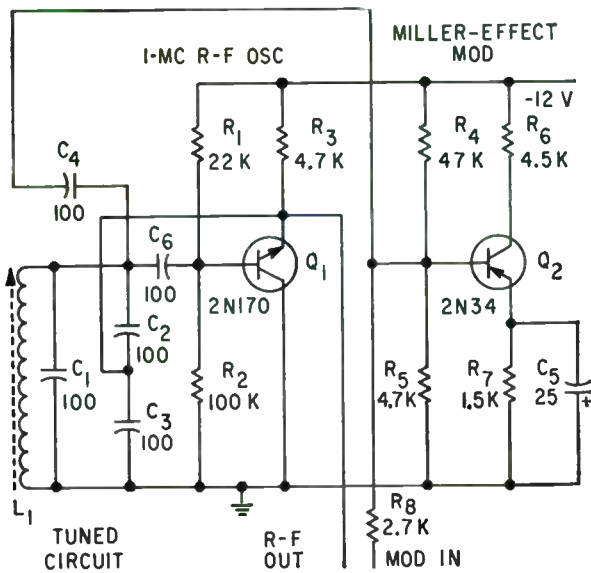 1-MC R-F OSC
MILLER-EFFECT
MOD
-12 V
C4
100
R1
22 K
R3
4.7 K
R4
47 K
R6
4.5 K
C6
100
Q1
2N170
Q2
2N34
C2
100
C1
100
C3
100
R2
100 K
R5
4.7 K
R7
1.5 K
C5
25
+
L1
R8
2.7 K
TUNED
CIRCUIT
R-F
OUT
MOD IN